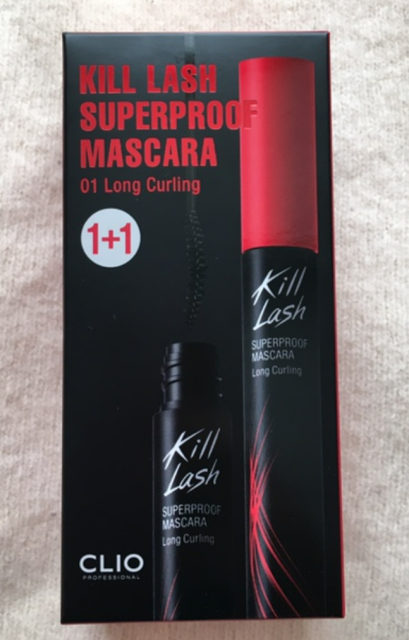 KILL LASH
SUPERPROOF
MASCARA
01 Long Curling
1+1
Kill
Lash
SUPERPROOF
MASCARA
Long Curling
Kill
Lash
SUPERPROOF
MASCARA
Long Curling
CLIO
PROFESSIONAL